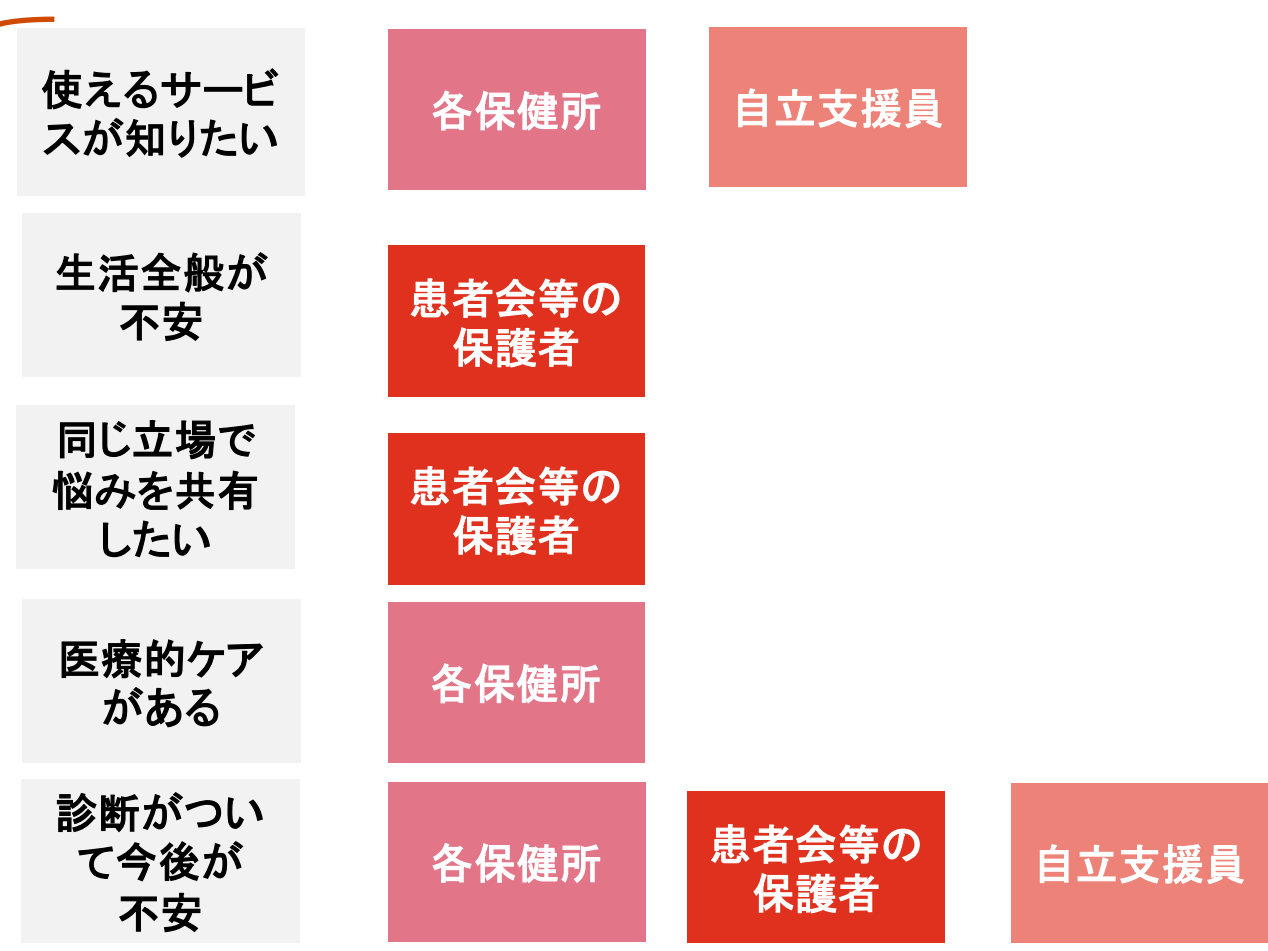 使えるサービ
スが知りたい
各保健所
自立支援員
生活全般が
不安
患者会等の
保護者
同じ立場で
悩みを共有
したい
患者会等の
保護者
医療的ケア
がある
各保健所
診断がつい
て今後が
不安
各保健所
患者会等の
保護者
自立支援員